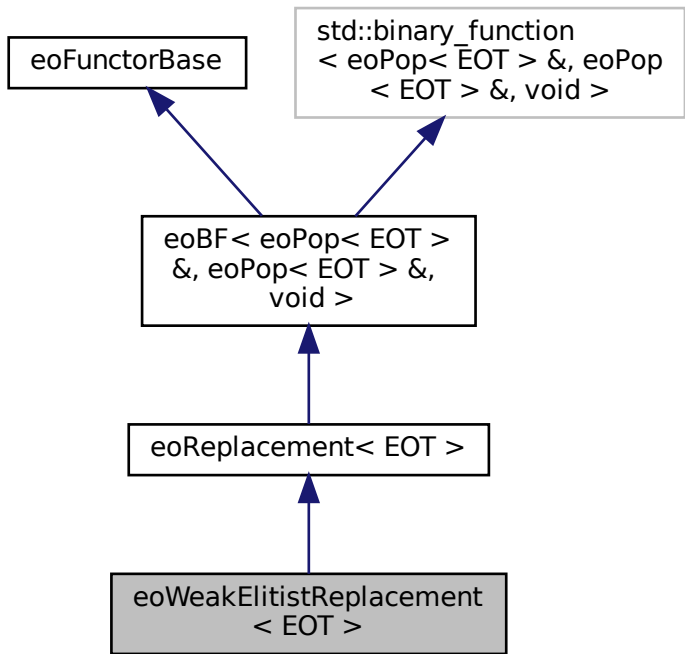 eoFunctorBase
std::binary_function
< eoPop< EOT > &, eoPop
< EOT > &, void >
eoBF< eoPop< EOT >
&, eoPop< EOT > &,
void >
eoReplacement< EOT >
eoWeakElitistReplacement
< EOT >